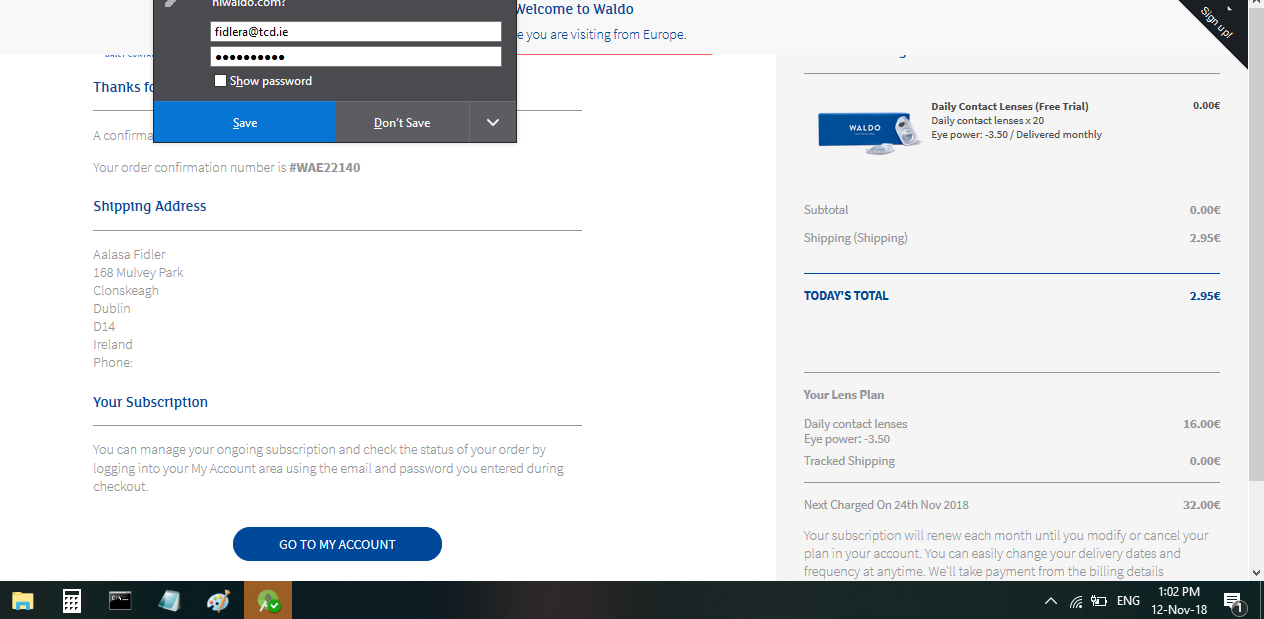 hiwaldo.com?
fidlera@tcd.ie
Show password
Save
Don't Save
Welcome to Waldo
e you are visiting from Europe.
Sign up!
Thanks fo
A confirma
Your order confirmation number is #WAE22140
Shipping Address
Aalasa Fidler
168 Mulvey Park
Clonskeagh
Dublin
D14
Ireland
Phone:
Your Subscription
You can manage your ongoing subscription and check the status of your order by
logging into your My Account area using the email and password you entered during
checkout.
GO TO MY ACCOUNT
WALDO
Daily Contact Lenses (Free Trial) 0.00€
Daily contact lenses x 20
Eye power: -3.50 / Delivered monthly
Subtotal 0.00€
Shipping (Shipping) 2.95€
TODAY'S TOTAL 2.95€
Your Lens Plan
Daily contact lenses 16.00€
Eye power: -3.50
Tracked Shipping 0.00€
Next Charged On 24th Nov 2018 32.00€
Your subscription will renew each month until you modify or cancel your
plan in your account. You can easily change your delivery dates and
frequency at anytime. We'll take payment from the billing details
ENG
1:02 PM
12-Nov-18
1